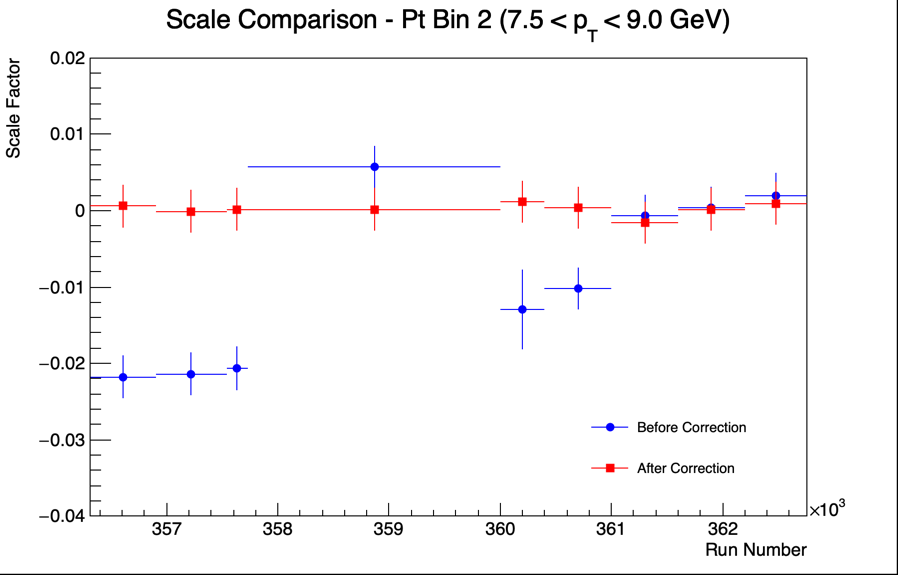 Scale Comparison - Pt Bin 2 (7.5 < p_T < 9.0 GeV)
Scale Factor
0.02
0.01
0
−0.01
−0.02
−0.03
−0.04
Before Correction
After Correction
357 358 359 360 361 362 ×10³
Run Number